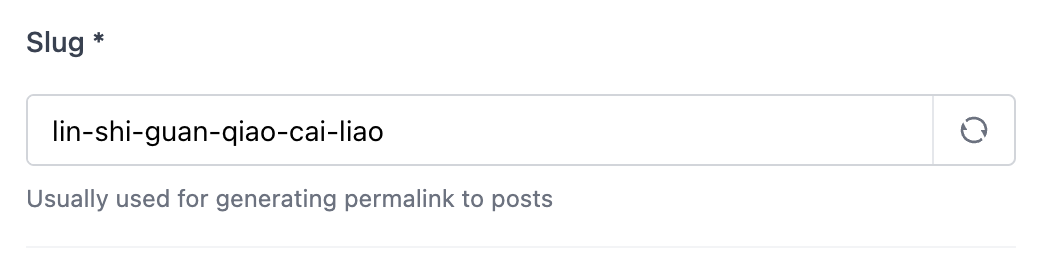 Slug *
lin-shi-guan-qiao-cai-liao
Usually used for generating permalink to posts